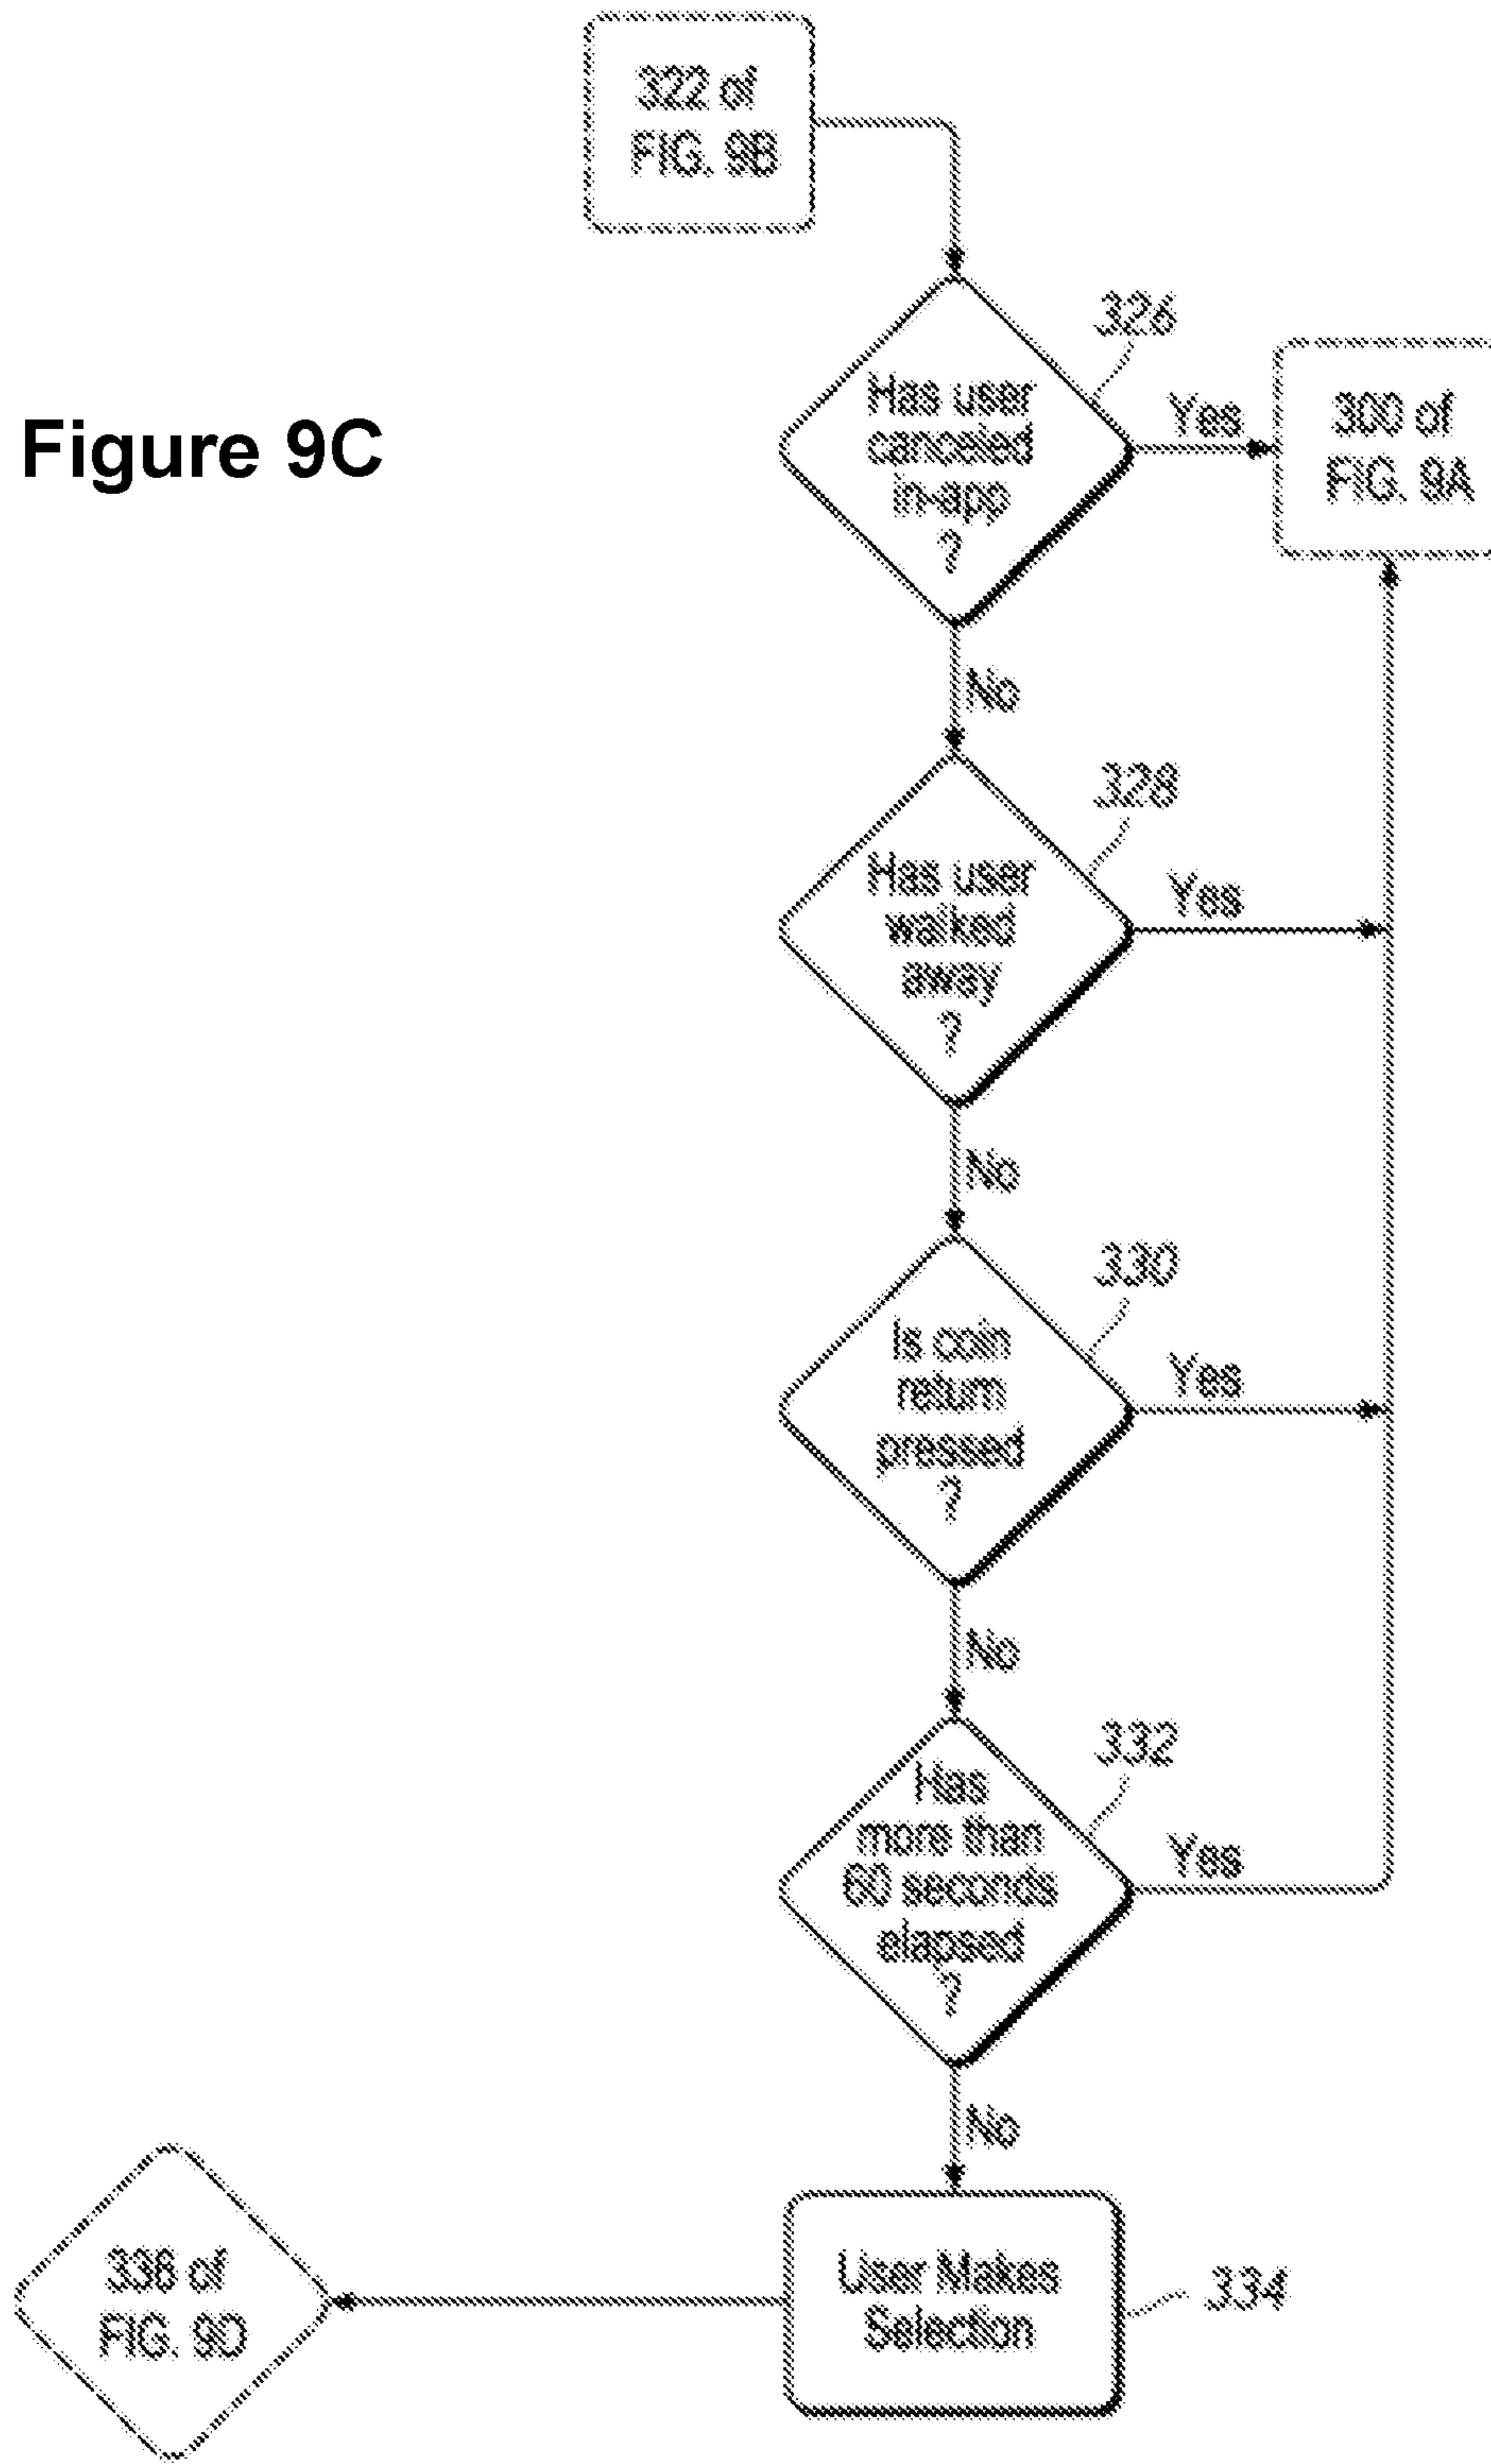 322 of
FIG. 9B
326
Has user
canceled
in-app
?
Yes
300 of
FIG. 9A
Figure 9C
No
328
Has user
walked
away
?
Yes
No
330
Is coin
return
pressed
?
Yes
No
332
Has
more than
60 seconds
elapsed
?
Yes
No
336 of
FIG. 9D
User Makes
Selection
334